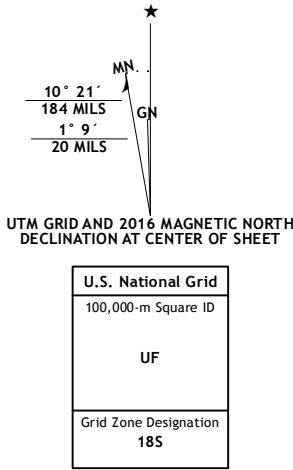 MN
10° 21´
184 MILS
GN
1° 9´
20 MILS
UTM GRID AND 2016 MAGNETIC NORTH
DECLINATION AT CENTER OF SHEET
U.S. National Grid
100,000-m Square ID
UF
Grid Zone Designation
18S